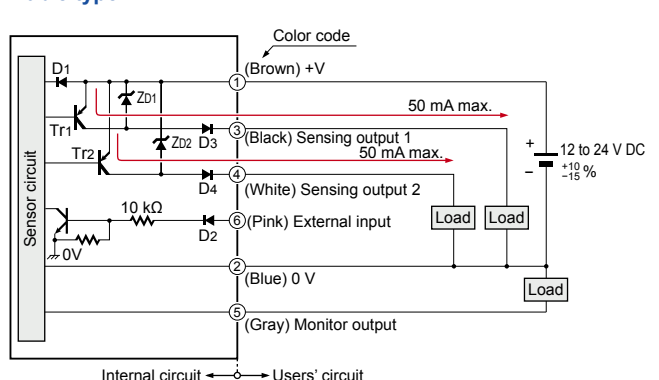 Color code
D1
(Brown) +V
1
ZD1
50 mA max.
Tr1
3
D3
(Black) Sensing output 1
12 to 24 V DC
+
+10
−15 %
−
Tr2
ZD2
50 mA max.
4
D4
(White) Sensing output 2
Sensor circuit
10 kΩ
6
(Pink) External input
D2
Load
Load
0V
2
(Blue) 0 V
Load
5
(Gray) Monitor output
Internal circuit
Users' circuit